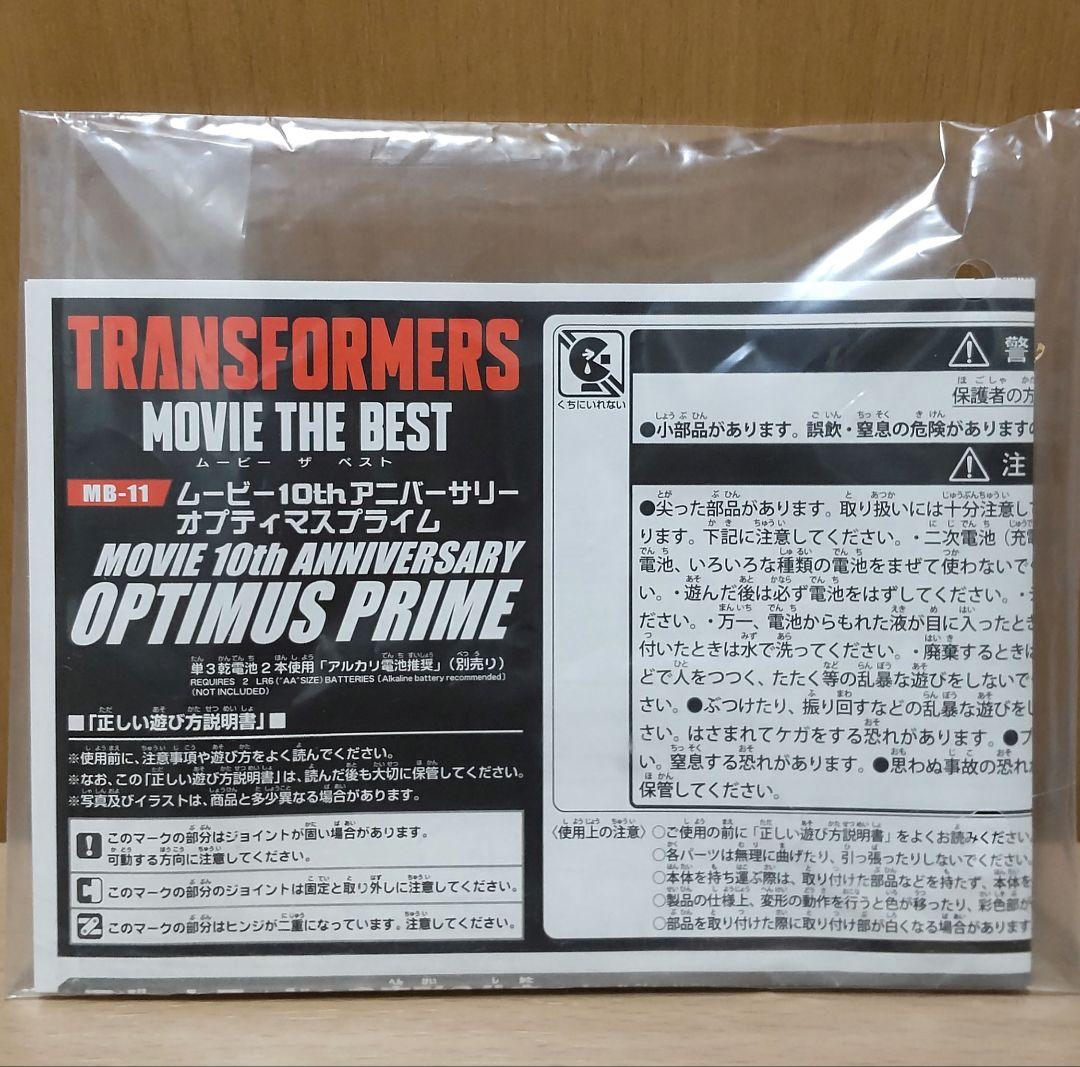 TRANSFORMERS
MOVIE THE BEST
ムービー ザ ベスト
MB-11 ムービー10thアニバーサリー
オプティマスプライム
MOVIE 10th ANNIVERSARY
OPTIMUS PRIME
単3乾電池2本使用「アルカリ電池推奨」(別売り)
REQUIRES 2 LR6("AA"SIZE) BATTERIES (Alkaline battery recommended)
(NOT INCLUDED)
■「正しい遊び方説明書」■
※使用前に、注意事項や遊び方をよく読んでください。
※なお、この「正しい遊び方説明書」は、読んだ後も大切に保管してください。
※写真及びイラストは、商品と多少異なる場合があります。
このマークの部分はジョイントが固い場合があります。
可動する方向に注意してください。
このマークの部分のジョイントは固定と取り外しに注意してください。
このマークの部分はヒンジが二重になっています。注意してください。
くちにいれない
警
保護者の方
●小部品があります。誤飲・窒息の危険がありますの
注
●尖った部品があります。取り扱いには十分注意し
ります。下記に注意してください。・二次電池(充
電池、いろいろな種類の電池をまぜて使わないで
い。・遊んだ後は必ず電池をはずしてください。・
ださい。・万一、電池からもれた液が目に入ったとき
付いたときは水で洗ってください。・廃棄するときは
どで人をつつく、たたく等の乱暴な遊びをしないで
さい。●ぶつけたり、振り回すなどの乱暴な遊びをし
さい。はさまれてケガをする恐れがあります。●
い。窒息する恐れがあります。●思わぬ事故の恐れ
保管してください。
〈使用上の注意〉○ご使用の前に「正しい遊び方説明書」をよくお読みください。
○各パーツは無理に曲げたり、引っ張ったりしないでください。
○本体を持ち運ぶ際は、取り付けた部品などを持たず、本体を
○製品の仕様上、変形の動作を行うと色が移ったり、彩色部が
○部品を取り付けた際に取り付け部が白くなる場合があります